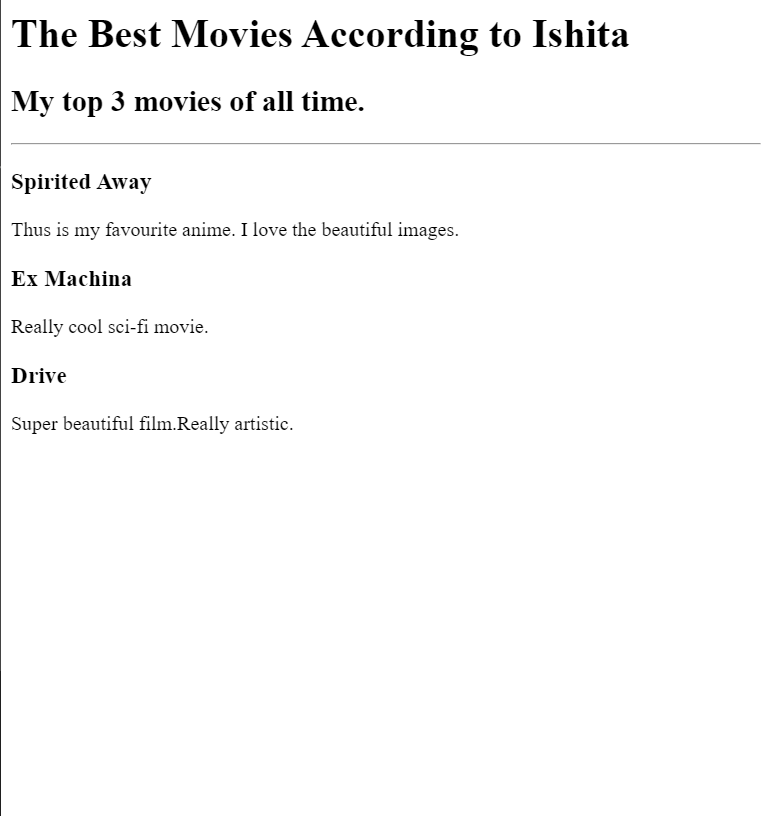 The Best Movies According to Ishita
My top 3 movies of all time.
Spirited Away
Thus is my favourite anime. I love the beautiful images.
Ex Machina
Really cool sci-fi movie.
Drive
Super beautiful film.Really artistic.